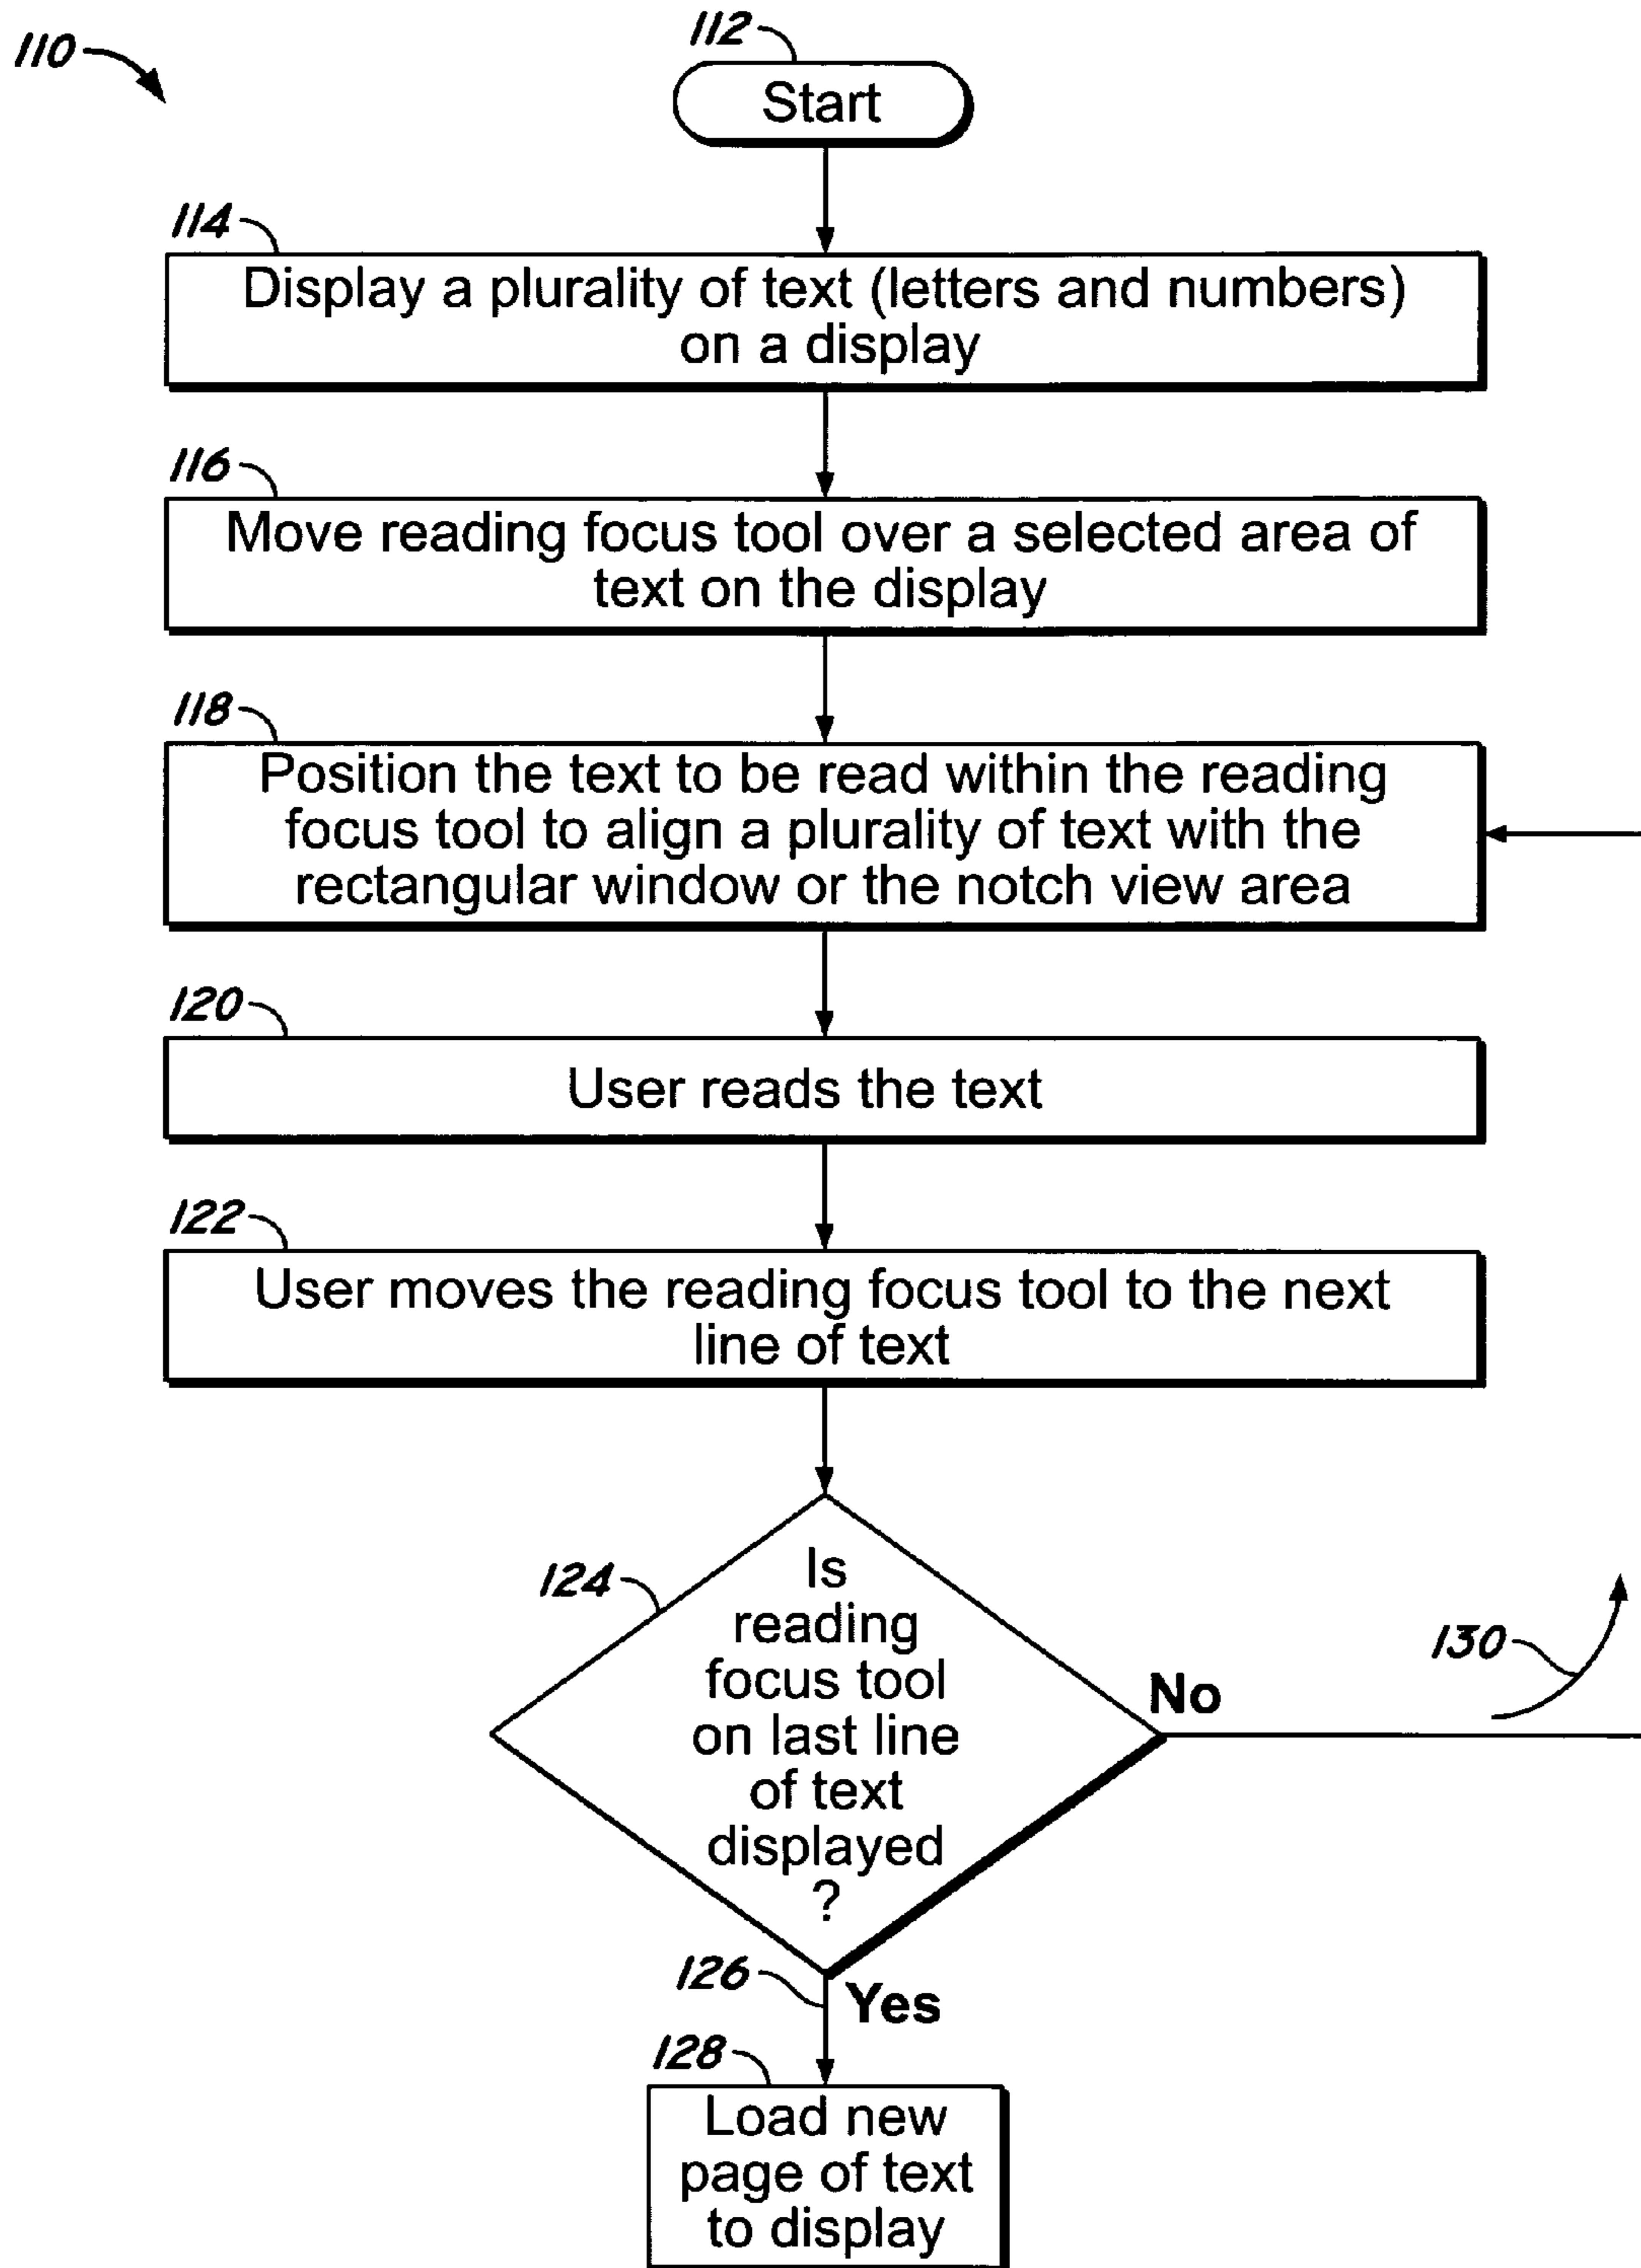 110
112
Start
114
Display a plurality of text (letters and numbers)
on a display
116
Move reading focus tool over a selected area of
text on the display
118
Position the text to be read within the reading
focus tool to align a plurality of text with the
rectangular window or the notch view area
120
User reads the text
122
User moves the reading focus tool to the next
line of text
124
Is
reading
focus tool
on last line
of text
displayed
?
No
130
126
Yes
128
Load new
page of text
to display